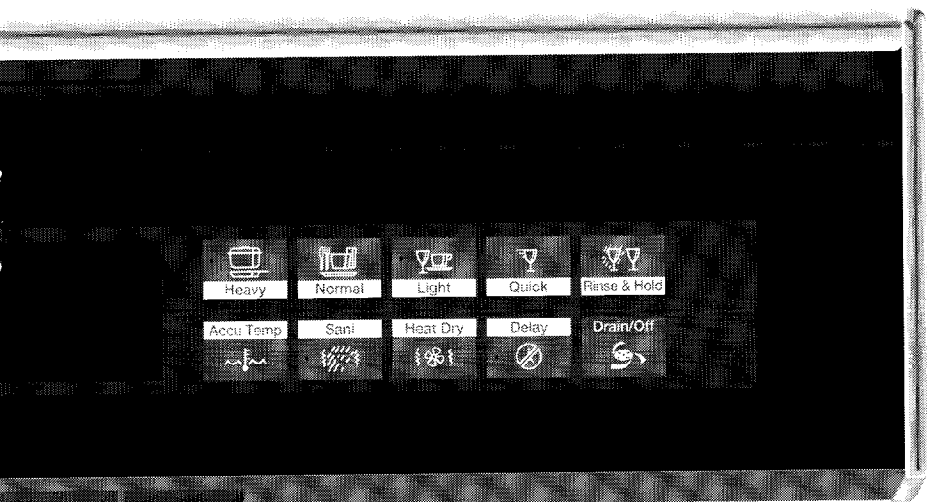 Heavy
Normal
Light
Quick
Rinse & Hold
Accu Temp
Sani
Heat Dry
Delay
Drain/Off